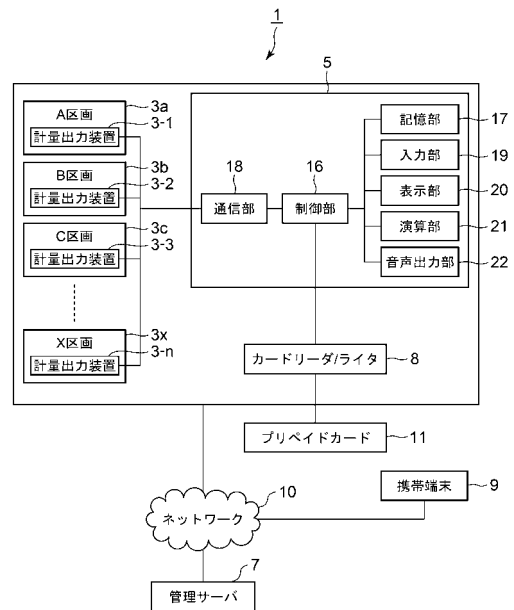 1
5
A区画
3a
計量出力装置
3-1
B区画
3b
計量出力装置
3-2
C区画
3c
計量出力装置
3-3
X区画
3x
計量出力装置
3-n
18
通信部
16
制御部
記憶部
17
入力部
19
表示部
20
演算部
21
音声出力部
22
カードリーダ/ライタ
8
プリペイドカード
11
10
ネットワーク
携帯端末
9
7
管理サーバ